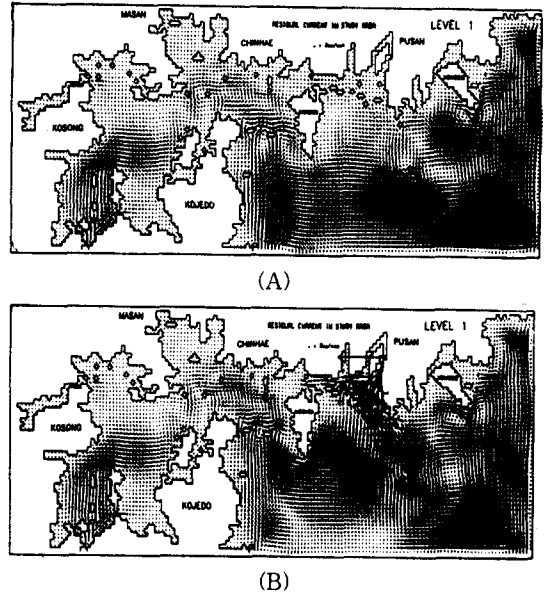 MASAN
RESIDUAL CURRENT IN STUDY AREA
LEVEL 1
CHINHAE
PUSAN
KOSONG
KOJEDO
(A)
MASAN
RESIDUAL CURRENT IN STUDY AREA
LEVEL 1
CHINHAE
PUSAN
KOSONG
KOJEDO
(B)